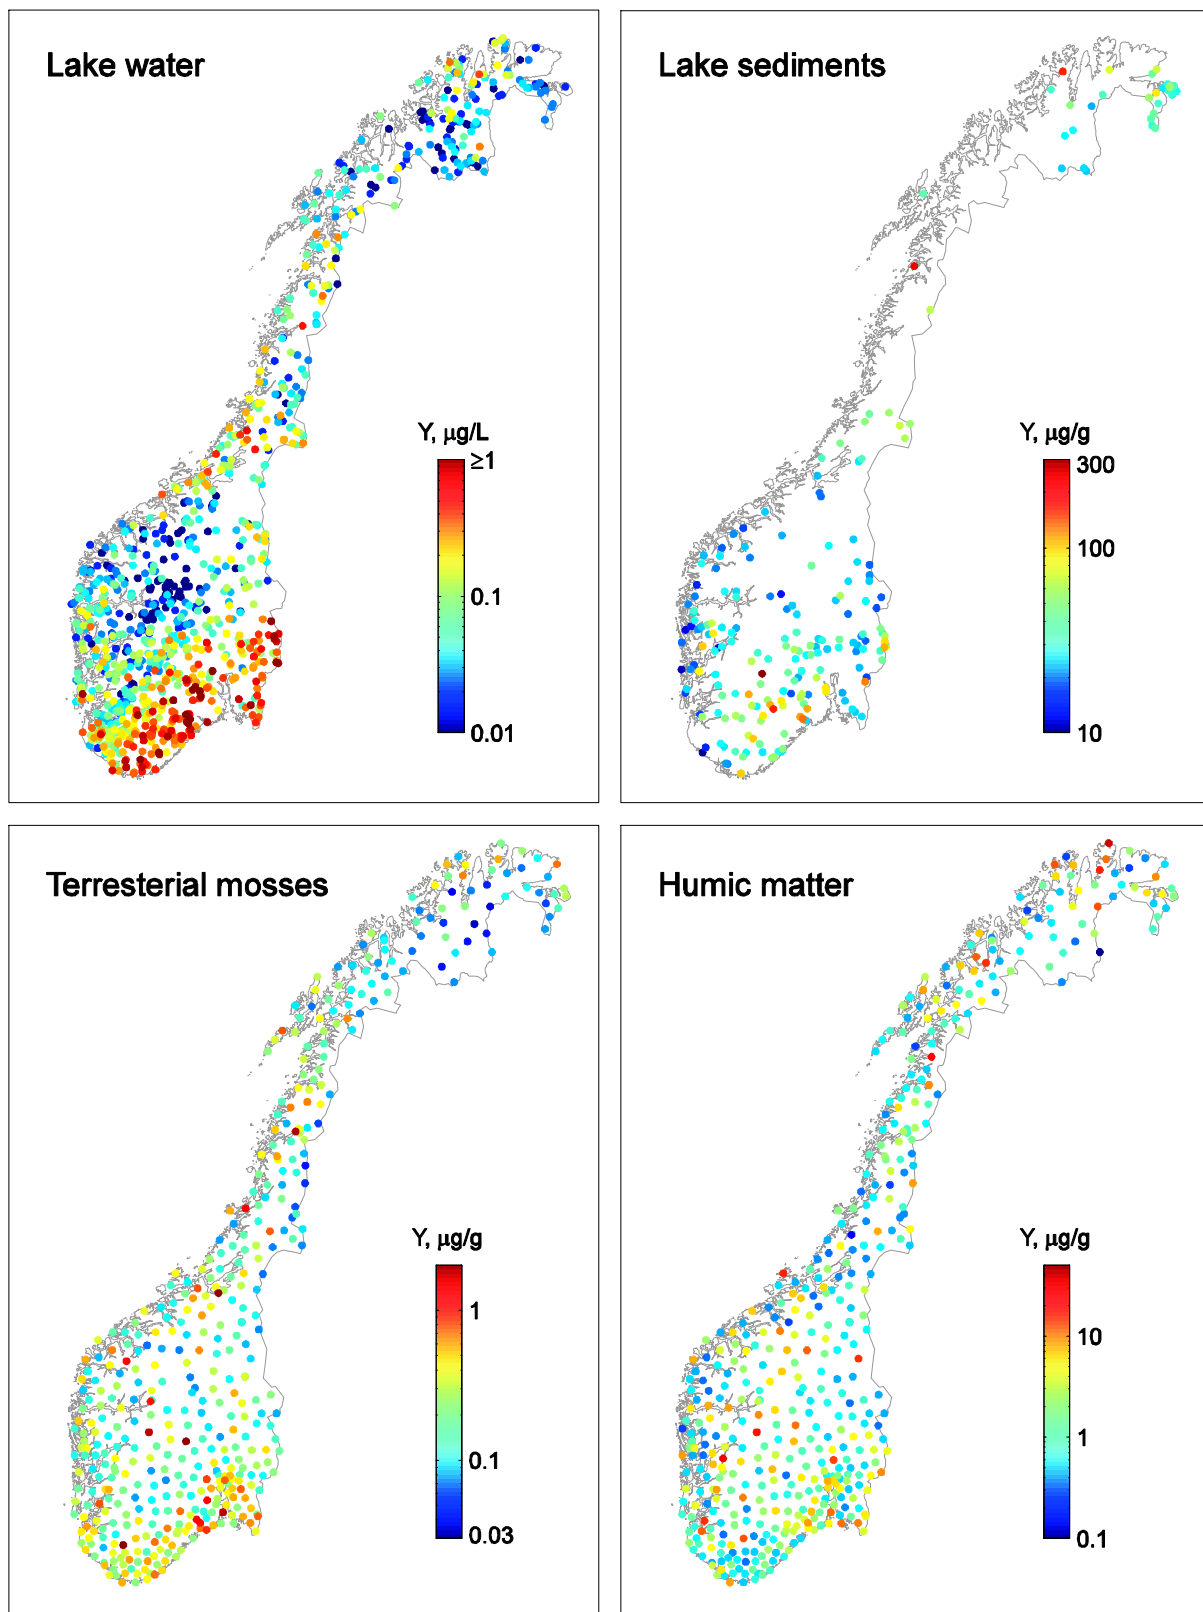 Lake water
Y, µg/L
≥1
0.1
0.01
Lake sediments
Y, µg/g
300
100
10
Terresterial mosses
Y, µg/g
1
0.1
0.03
Humic matter
Y, µg/g
10
1
0.1